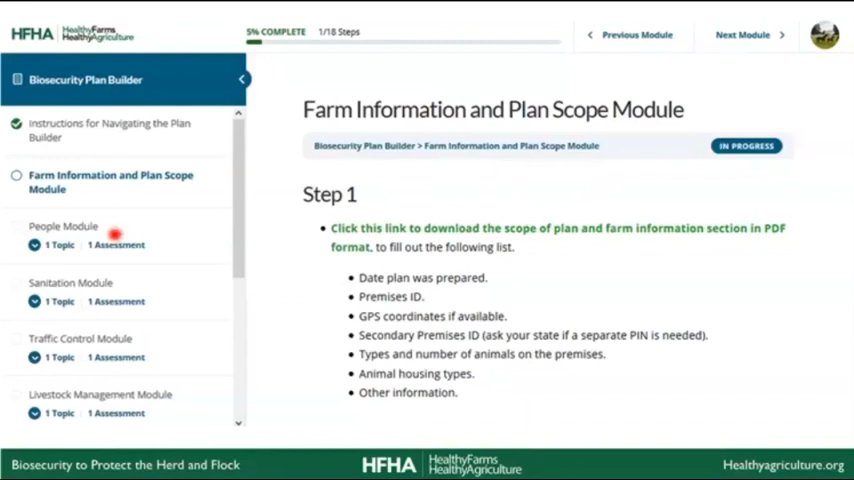 HFHA HealthyFarms HealthyAgriculture
5% COMPLETE 1/18 Steps
Previous Module
Next Module
Biosecurity Plan Builder
Instructions for Navigating the Plan
Builder
Farm Information and Plan Scope
Module
People Module
1 Topic | 1 Assessment
Sanitation Module
1 Topic | 1 Assessment
Traffic Control Module
1 Topic | 1 Assessment
Livestock Management Module
1 Topic | 1 Assessment
Farm Information and Plan Scope Module
Biosecurity Plan Builder > Farm Information and Plan Scope Module
IN PROGRESS
Step 1
• Click this link to download the scope of plan and farm information section in PDF
format, to fill out the following list.
• Date plan was prepared.
• Premises ID.
• GPS coordinates if available.
• Secondary Premises ID (ask your state if a separate PIN is needed).
• Types and number of animals on the premises.
• Animal housing types.
• Other information.
Biosecurity to Protect the Herd and Flock
HFHA HealthyFarms HealthyAgriculture
Healthyagriculture.org